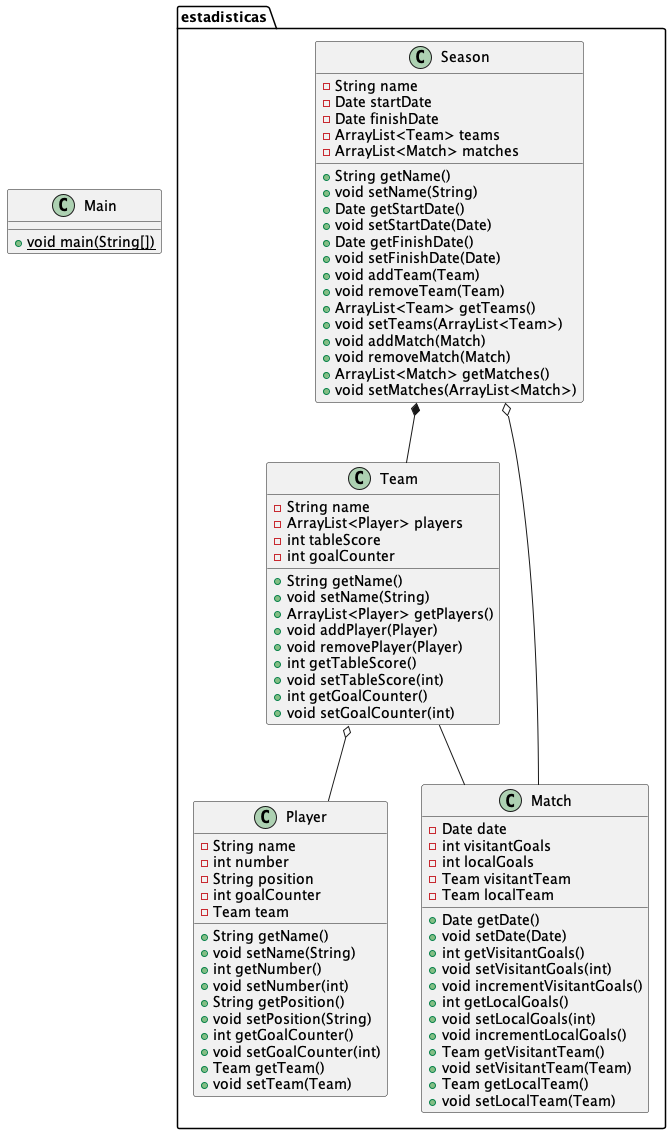 estadisticas
C Season
String name
Date startDate
Date finishDate
ArrayList<Team> teams
ArrayList<Match> matches
String getName()
void setName(String)
Date getStartDate()
void setStartDate(Date)
Date getFinishDate()
void setFinishDate(Date)
void addTeam(Team)
void removeTeam(Team)
ArrayList<Team> getTeams()
void setTeams(ArrayList<Team>)
void addMatch(Match)
void removeMatch(Match)
ArrayList<Match> getMatches()
void setMatches(ArrayList<Match>)
C Main
void main(String[])
C Team
String name
ArrayList<Player> players
int tableScore
int goalCounter
String getName()
void setName(String)
ArrayList<Player> getPlayers()
void addPlayer(Player)
void removePlayer(Player)
int getTableScore()
void setTableScore(int)
int getGoalCounter()
void setGoalCounter(int)
C Player
String name
int number
String position
int goalCounter
Team team
String getName()
void setName(String)
int getNumber()
void setNumber(int)
String getPosition()
void setPosition(String)
int getGoalCounter()
void setGoalCounter(int)
Team getTeam()
void setTeam(Team)
C Match
Date date
int visitantGoals
int localGoals
Team visitantTeam
Team localTeam
Date getDate()
void setDate(Date)
int getVisitantGoals()
void setVisitantGoals(int)
void incrementVisitantGoals()
int getLocalGoals()
void setLocalGoals(int)
void incrementLocalGoals()
Team getVisitantTeam()
void setVisitantTeam(Team)
Team getLocalTeam()
void setLocalTeam(Team)